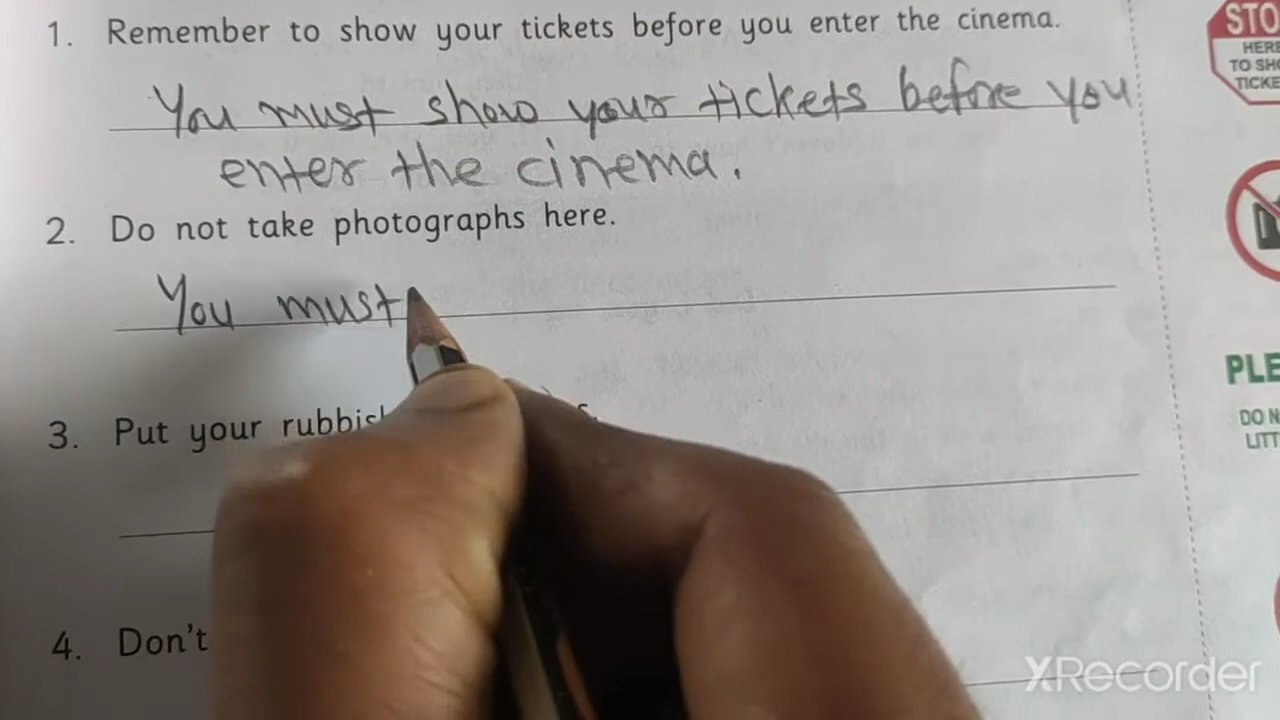 1. Remember to show your tickets before you enter the cinema.
You must show your tickets before you
enter the cinema.
2. Do not take photographs here.
You must
3. Put your
4. Don't
STO
HERE
TO SHO
TICKE
PLE
DO N
LITT
XRecorder